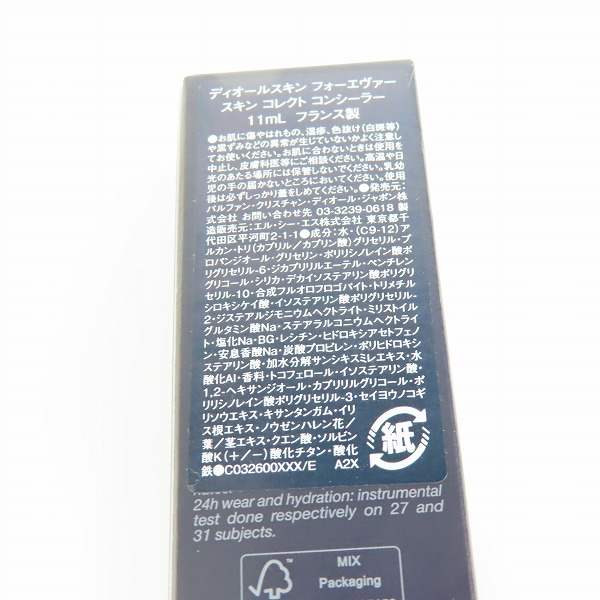 ディオールスキン フォーエヴァー
スキン コレクト コンシーラー
11mL フランス製
●お肌に傷やはれもの、湿疹、色抜け(白斑等)
や黒ずみなどの異常が生じていないかよく注意し
てお使いください。お肌に合わないときは使用を
中止し、皮膚科医等にご相談ください。高温や日
光のあたる場所には保管しないでください。乳幼
児の手の届かないところにおいてください。使用
後は必ずしっかり蓋をしめてください。●発売元:
パルファン・クリスチャン・ディオール・ジャポン株
式会社 お問い合わせ先 03-3239-0618 製
造販売元:エル・シー・エス株式会社 東京都千
代田区平河町2-1-1●成分:水・(C9-12)ア
ルカン・トリ(カプリル/カプリン酸)グリセリル・プ
ロパンジオール・グリセリン・ポリリシノレイン酸ポ
リグリセリル-6・ジカプリリルエーテル・ペンチレン
グリコール・シリカ・デカイソステアリン酸ポリグリ
セリル-10・合成フルオロフロゴパイト・トリメチル
シロキシケイ酸・イソステアリン酸ポリグリセリル-
2・ジステアルジモニウムヘクトライト・ミリストイル
グルタミン酸Na・ステアラルコニウムヘクトライ
ト・塩化Na・BG・レシチン・ヒドロキシアセトフェノ
ン・安息香酸Na・炭酸プロピレン・ポリヒドロキシ
ステアリン酸・加水分解サンシキスミレエキス・水
酸化Al・香料・トコフェロール・イソステアリン酸・
1,2-ヘキサンジオール・カプリリルグリコール・ポ
リリシノレイン酸ポリグリセリル-3・セイヨウノコギ
リソウエキス・キサンタンガム・イリ
ス根エキス・ノウゼンハレン花/
葉/茎エキス・クエン酸・ソルビン
酸K(+/-)酸化チタン・酸化
鉄●C032600XXX/E A2X
紙
24h wear and hydration: instrumental
test done respectively on 27 and
31 subjects.
MIX
Packaging